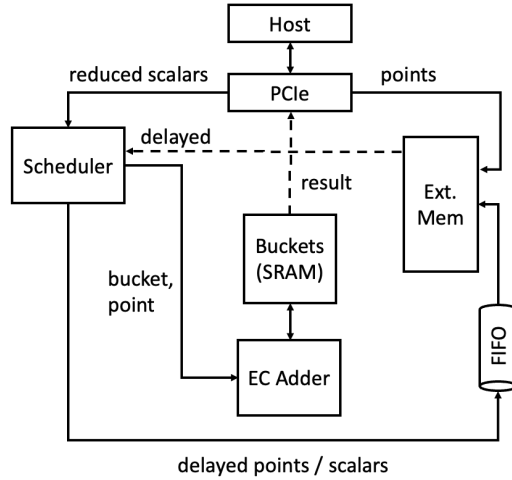 Host
reduced scalars
PCIe
points
delayed
Scheduler
result
Ext.
Mem
Buckets
(SRAM)
bucket,
point
EC Adder
FIFO
delayed points / scalars